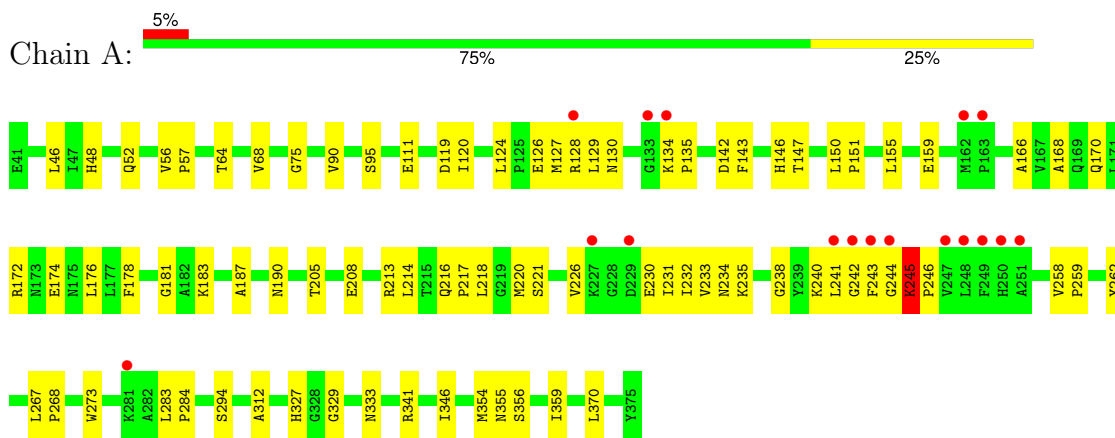 5%
Chain A:
75% 25%
E41 L46 I47 H48 Q52 V56 P57 T64 V68 G75 V90 S95 E111 D119 I120 L124 P125 E126 M127 R128 L129 N130 G133 K134 P135 D142 F143 H146 T147 L150 P151 L155 E159 M162 P163 A166 V167 A168 Q169 Q170 L171
R172 N173 E174 N175 L176 L177 F178 G181 A182 K183 A187 N190 T205 E208 R213 L214 T215 Q216 P217 L218 G219 M220 S221 V226 K227 G228 D229 E230 I231 I232 V233 N234 K235 G238 Y239 K240 L241 G242 F243 G244 K245 P246 V247 L248 F249 H250 A251 V258 P259
L267 P268 W273 K281 A282 L283 P284 S294 A312 H327 G328 G329 N333 R341 I346 M354 N355 S356 I359 L370 Y375